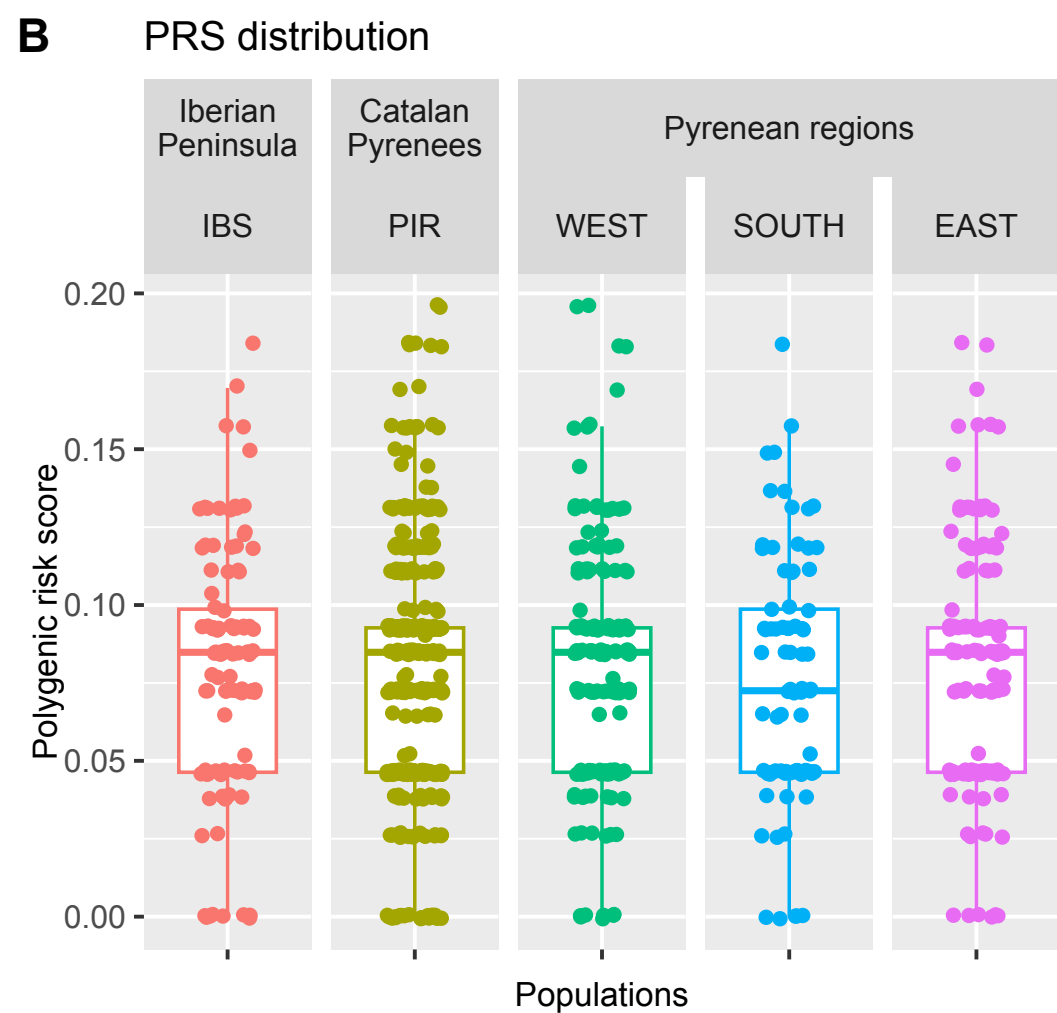 B PRS distribution
Iberian
Peninsula
Catalan
Pyrenees
Pyrenean regions
IBS
PIR
WEST
SOUTH
EAST
Polygenic risk score
0.20
0.15
0.10
0.05
0.00
Populations